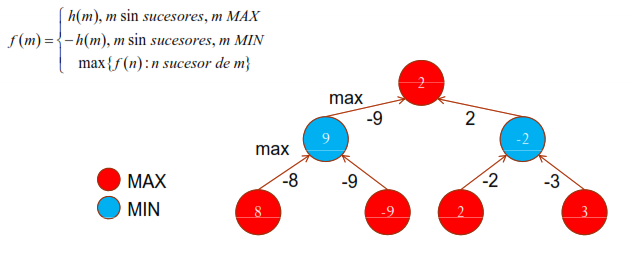 h(m), m sin sucesores, m MAX
f(m) = { -h(m), m sin sucesores, m MIN
max{f(n) : n sucesor de m}
2
max
-9
2
9
-2
max
-8
-9
-2
-3
MAX
MIN
8
-9
2
3